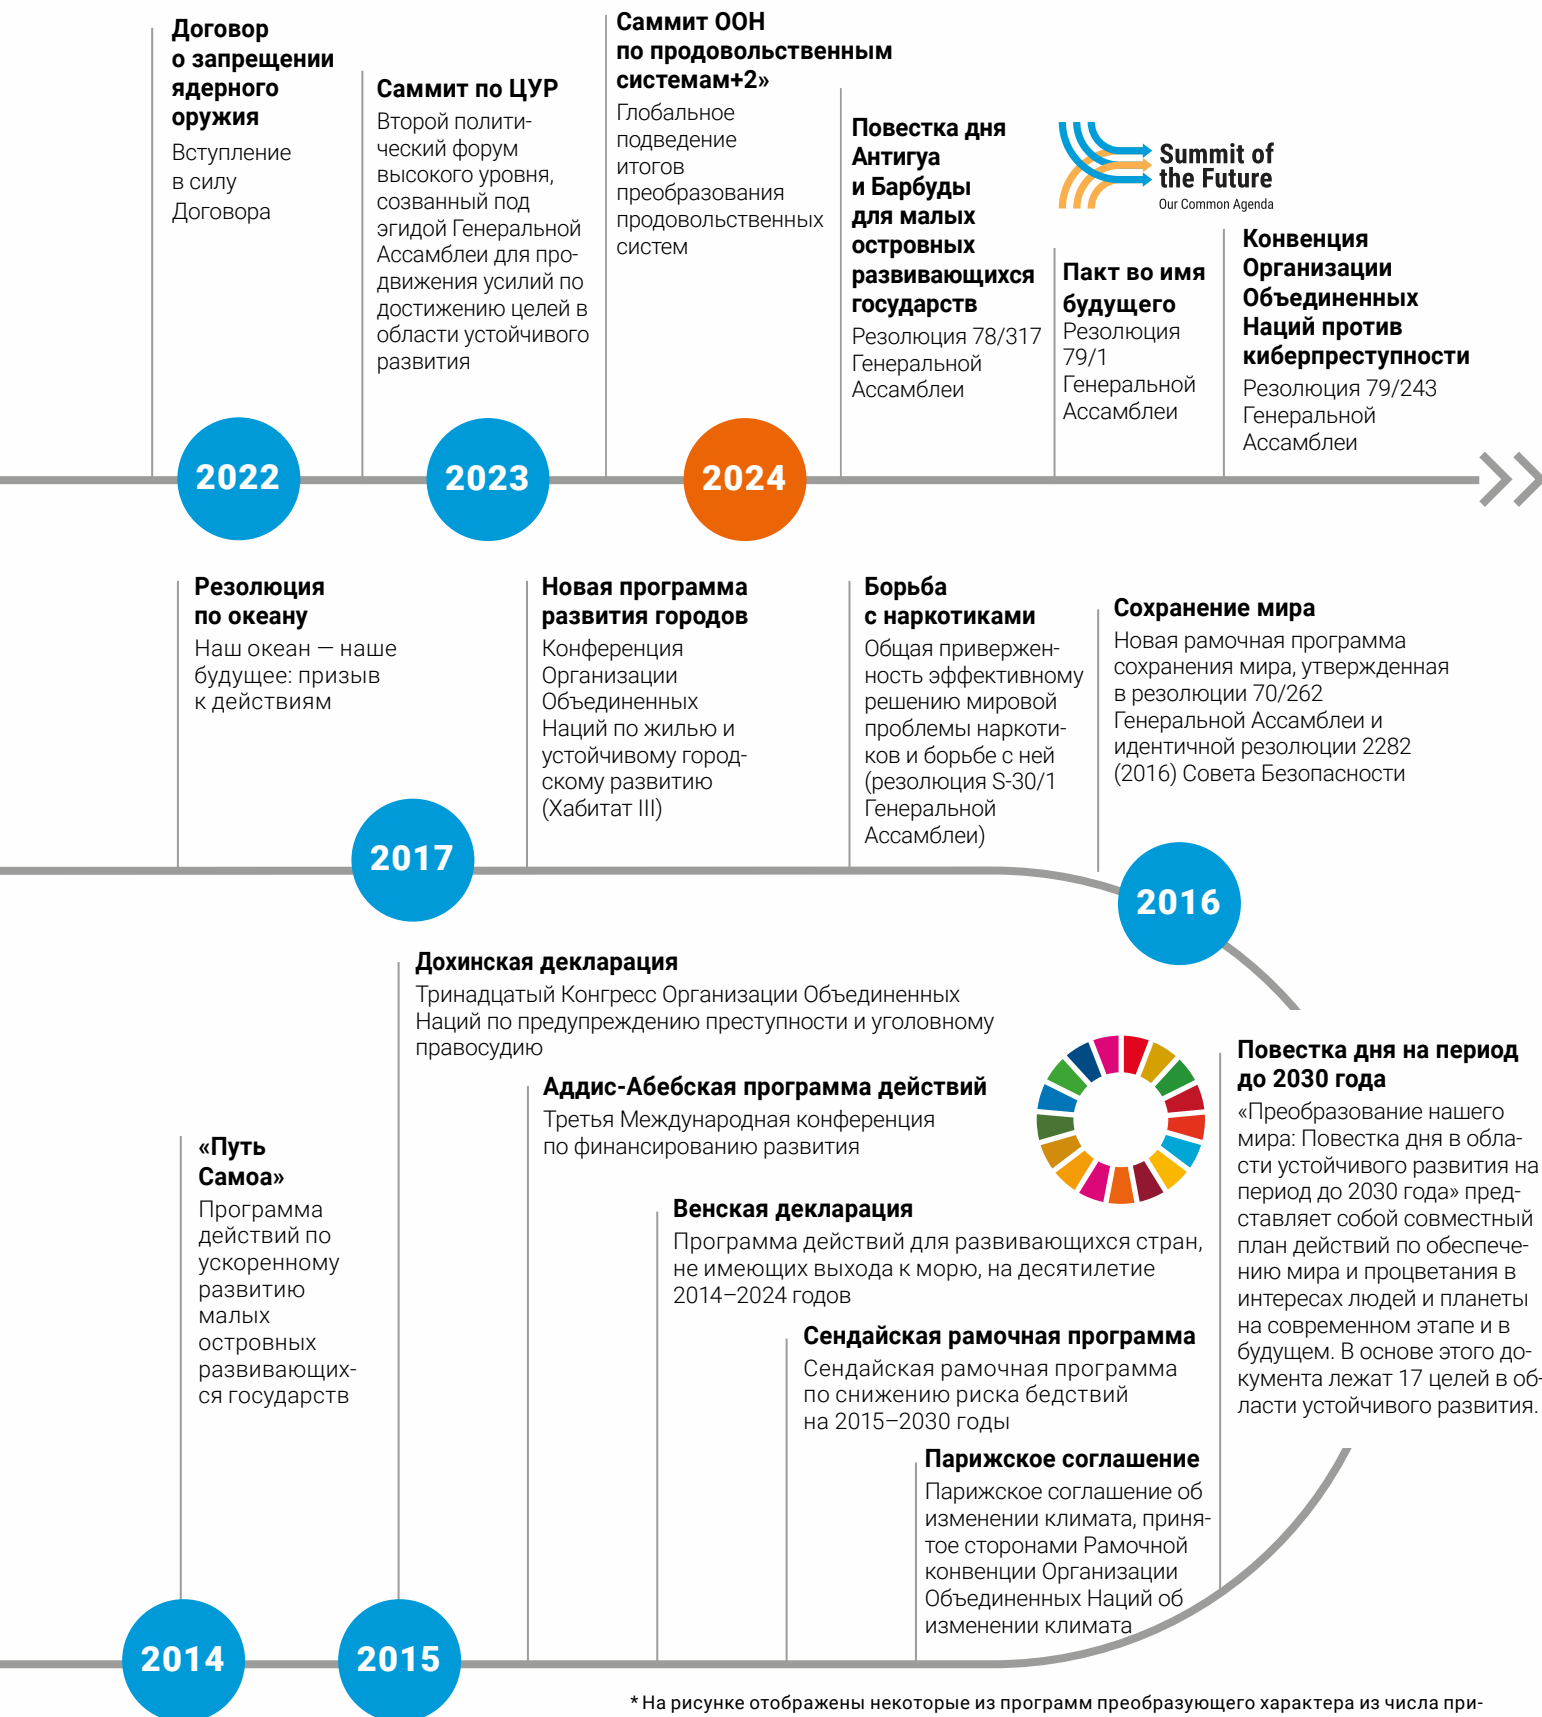 Договор
о запрещении
ядерного
оружия
Вступление
в силу
Договора
Саммит по ЦУР
Второй полити-
ческий форум
высокого уровня,
созванный под
эгидой Генеральной
Ассамблеи для про-
движения усилий по
достижению целей в
области устойчивого
развития
Саммит ООН
по продовольственным
системам+2»
Глобальное
подведение
итогов
преобразования
продовольственных
систем
Повестка дня
Антигуа
и Барбуды
для малых
островных
развивающихся
государств
Резолюция 78/317
Генеральной
Ассамблеи
Summit of
the Future
Our Common Agenda
Пакт во имя
будущего
Резолюция
79/1
Генеральной
Ассамблеи
Конвенция
Организации
Объединенных
Наций против
киберпреступности
Резолюция 79/243
Генеральной
Ассамблеи
2022
2023
2024
Резолюция
по океану
Наш океан — наше
будущее: призыв
к действиям
Новая программа
развития городов
Конференция
Организации
Объединенных
Наций по жилью и
устойчивому город-
скому развитию
(Хабитат III)
Борьба
с наркотиками
Общая привержен-
ность эффективному
решению мировой
проблемы наркоти-
ков и борьбе с ней
(резолюция S-30/1
Генеральной
Ассамблеи)
Сохранение мира
Новая рамочная программа
сохранения мира, утвержденная
в резолюции 70/262
Генеральной Ассамблеи и
идентичной резолюции 2282
(2016) Совета Безопасности
2017
2016
Дохинская декларация
Тринадцатый Конгресс Организации Объединенных
Наций по предупреждению преступности и уголовному
правосудию
Аддис-Абебская программа действий
Третья Международная конференция
по финансированию развития
«Путь
Самоа»
Программа
действий по
ускоренному
развитию
малых
островных
развивающих-
ся государств
Венская декларация
Программа действий для развивающихся стран,
не имеющих выхода к морю, на десятилетие
2014–2024 годов
Сендайская рамочная программа
Сендайская рамочная программа
по снижению риска бедствий
на 2015–2030 годы
Парижское соглашение
Парижское соглашение об
изменении климата, приня-
тое сторонами Рамочной
конвенции Организации
Объединенных Наций об
изменении климата
Повестка дня на период
до 2030 года
«Преобразование нашего
мира: Повестка дня в обла-
сти устойчивого развития на
период до 2030 года» пред-
ставляет собой совместный
план действий по обеспече-
нию мира и процветания в
интересах людей и планеты
на современном этапе и в
будущем. В основе этого до-
кумента лежат 17 целей в об-
ласти устойчивого развития.
2014
2015
* На рисунке отображены некоторые из программ преобразующего характера из числа при-